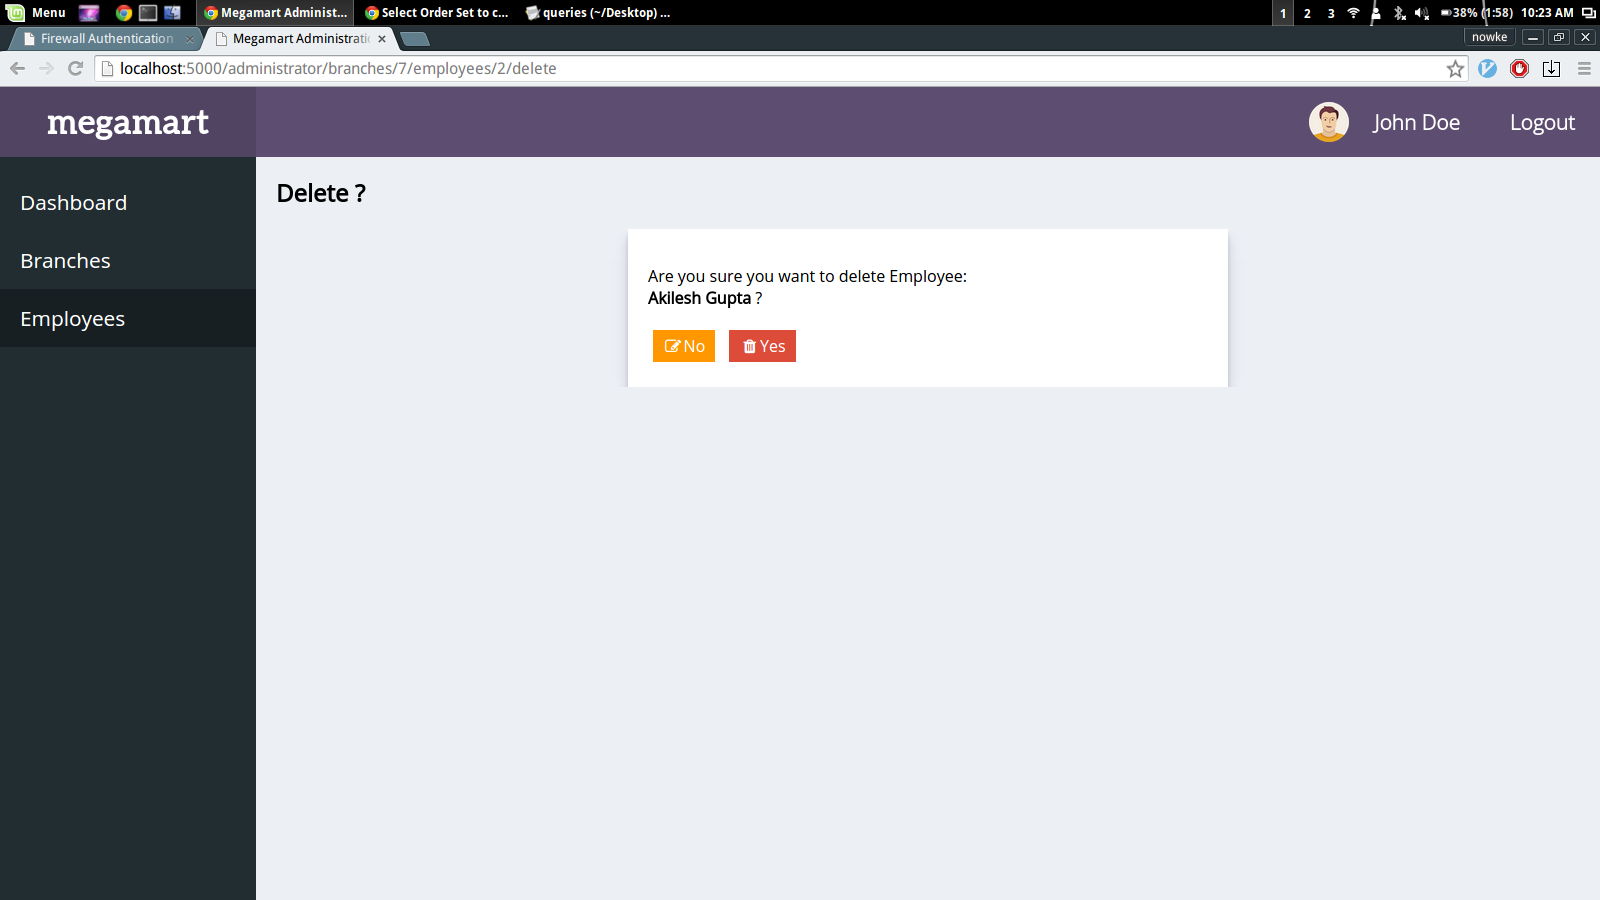 Menu
Megamart Administ...
Select Order Set to c...
queries (~/Desktop) ...
1
2
3
38% (1:58)
10:23 AM
Firewall Authentication
Megamart Administrati
nowke
localhost:5000/administrator/branches/7/employees/2/delete
megamart
John Doe
Logout
Dashboard
Branches
Employees
Delete ?
Are you sure you want to delete Employee:
Akilesh Gupta ?
No
Yes